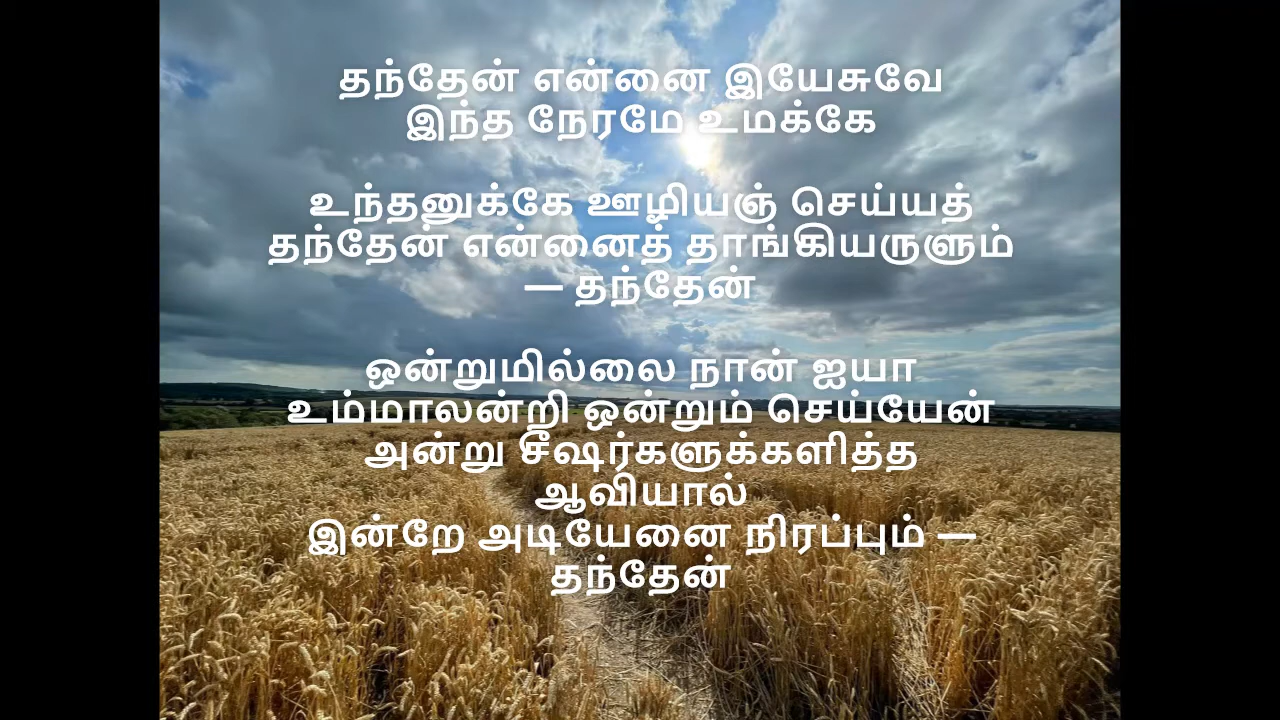 தந்தேன் என்னை இயேசுவே
இந்த நேரமே உமக்கே
உந்தனுக்கே ஊழியஞ் செய்யத்
தந்தேன் என்னைத் தாங்கியருளும்
— தந்தேன்
ஒன்றுமில்லை நான் ஐயா
உம்மாலன்றி ஒன்றும் செய்யேன்
அன்று சீஷர்களுக்களித்த
ஆவியால்
இன்றே அடியேனை நிரப்பும் —
தந்தேன்